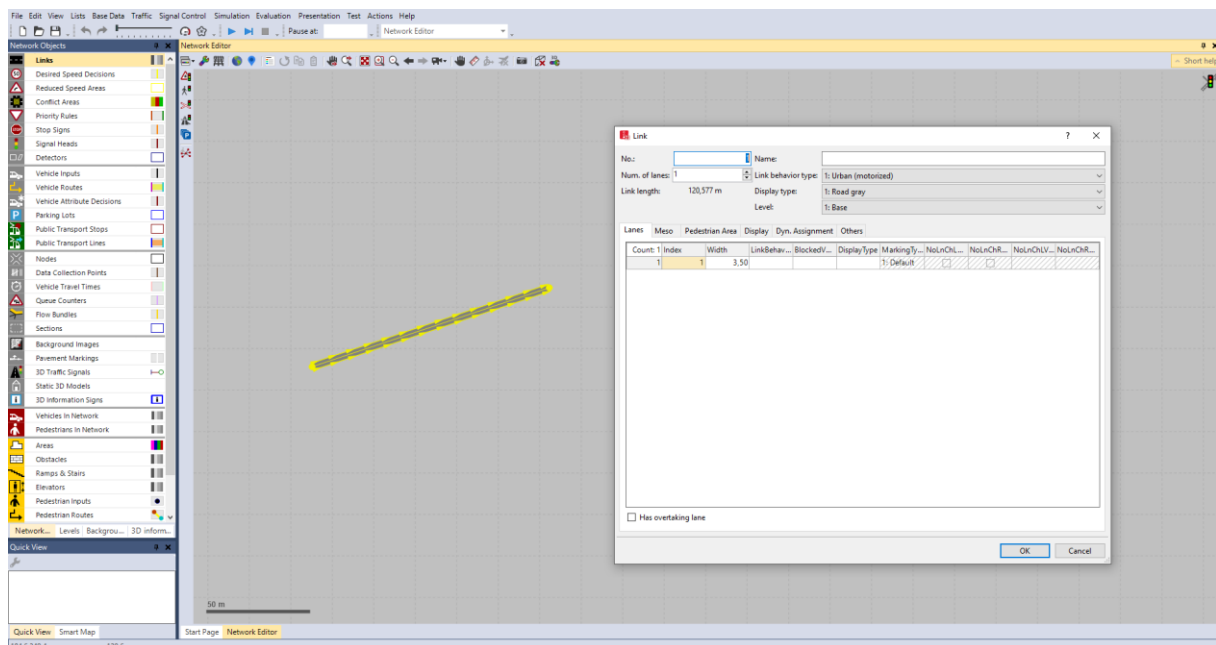 File Edit View Lists Base Data Traffic Signal Control Simulation Evaluation Presentation Test Actions Help
Pause at: Network Editor
Network Objects
Links
Desired Speed Decisions
Reduced Speed Areas
Conflict Areas
Priority Rules
Stop Signs
Signal Heads
Detectors
Vehicle Inputs
Vehicle Routes
Vehicle Attribute Decisions
Parking Lots
Public Transport Stops
Public Transport Lines
Nodes
Data Collection Points
Vehicle Travel Times
Queue Counters
Flow Bundles
Sections
Background Images
Pavement Markings
3D Traffic Signals
Static 3D Models
3D Information Signs
Vehicles In Network
Pedestrians In Network
Areas
Obstacles
Ramps & Stairs
Elevators
Pedestrian Inputs
Pedestrian Routes
Network... Levels Backgrou... 3D inform...
Quick View
Quick View Smart Map
Network Editor
Short help
50 m
Start Page Network Editor
Link ? X
No.: 1 Name:
Num. of lanes: 1 Link behavior type: 1: Urban (motorized)
Link length: 120,577 m Display type: 1: Road gray
Level: 1: Base
Lanes Meso Pedestrian Area Display Dyn. Assignment Others
Count: 1 Index Width LinkBehav... BlockedV... DisplayType MarkingTy... NoLnChL... NoLnChR... NoLnChLV... NoLnChR...
1 1 3,50 1: Default
Has overtaking lane
OK Cancel